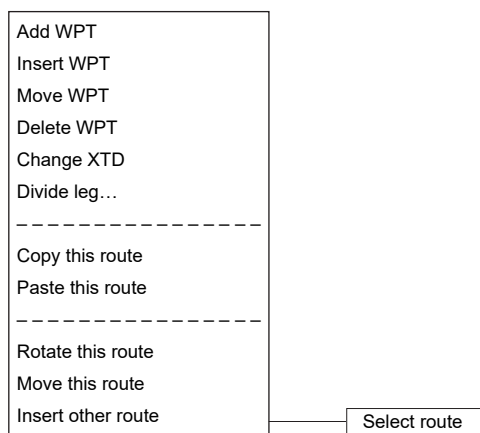 Add WPT
Insert WPT
Move WPT
Delete WPT
Change XTD
Divide leg…
Copy this route
Paste this route
Rotate this route
Move this route
Insert other route
Select route